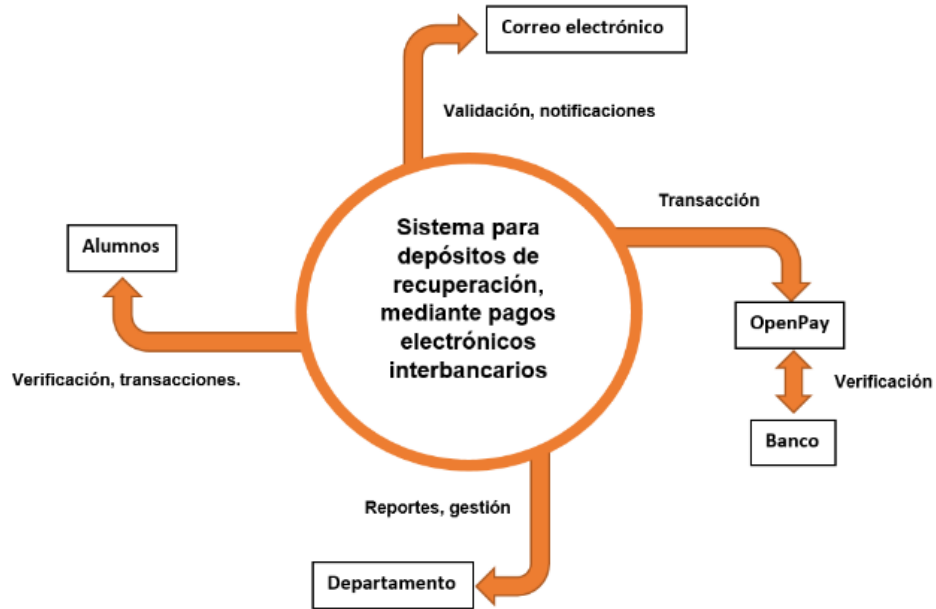 Correo electrónico
Validación, notificaciones
Transacción
Sistema para
depósitos de
recuperación,
mediante pagos
electrónicos
interbancarios
Alumnos
OpenPay
Verificación, transacciones.
Verificación
Banco
Reportes, gestión
Departamento